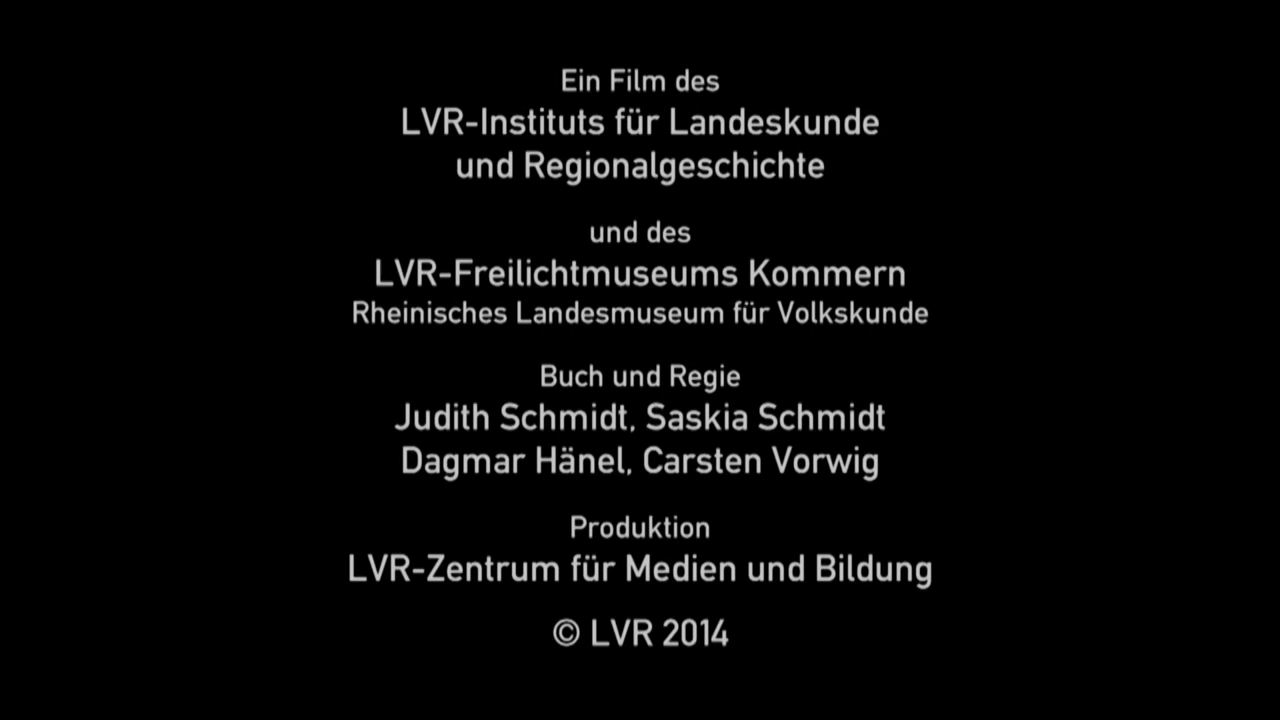 Ein Film des
LVR-Instituts für Landeskunde
und Regionalgeschichte
und des
LVR-Freilichtmuseums Kommern
Rheinisches Landesmuseum für Volkskunde
Buch und Regie
Judith Schmidt, Saskia Schmidt
Dagmar Hänel, Carsten Vorwig
Produktion
LVR-Zentrum für Medien und Bildung
© LVR 2014